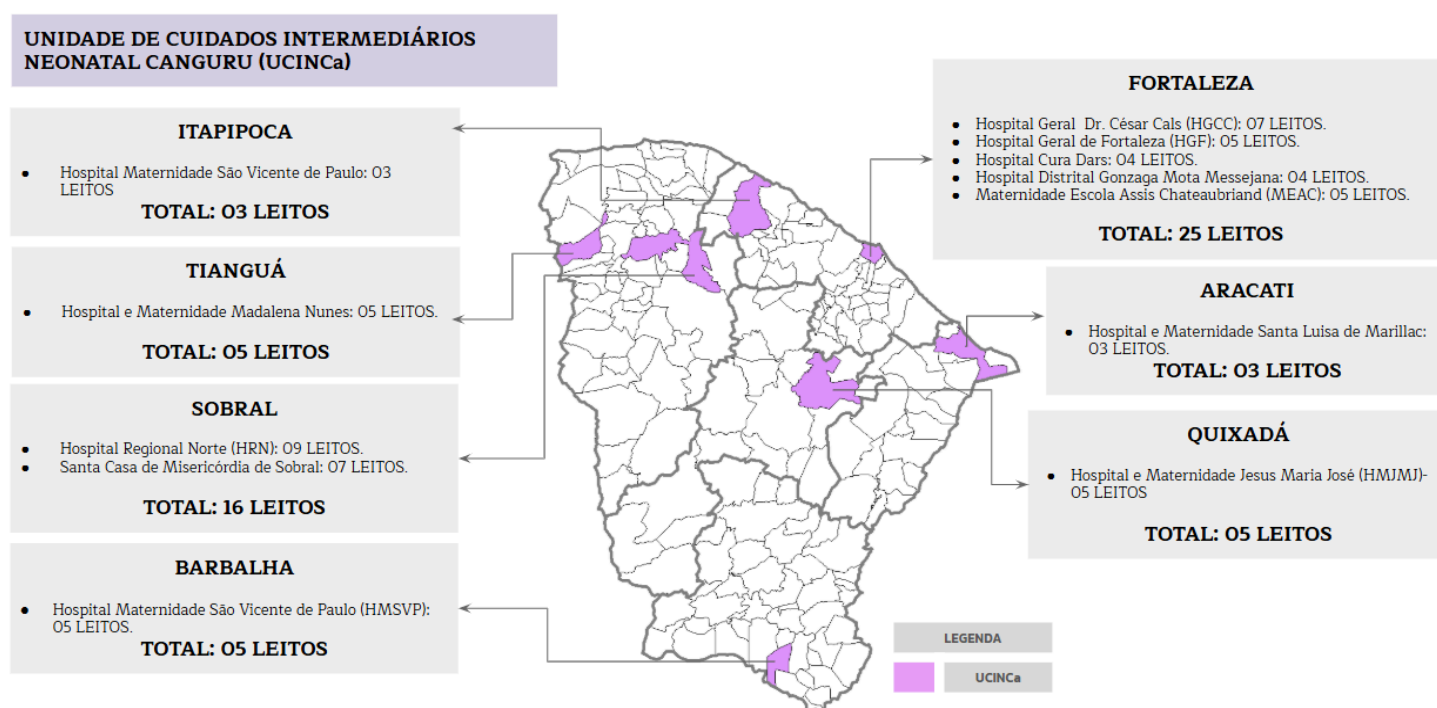 UNIDADE DE CUIDADOS INTERMEDIÁRIOS
NEONATAL CANGURU (UCINCa)
ITAPIPOCA
● Hospital Maternidade São Vicente de Paulo: 03
LEITOS
TOTAL: 03 LEITOS
TIANGUÁ
● Hospital e Maternidade Madalena Nunes: 05 LEITOS.
TOTAL: 05 LEITOS
SOBRAL
● Hospital Regional Norte (HRN): 09 LEITOS.
● Santa Casa de Misericórdia de Sobral: 07 LEITOS.
TOTAL: 16 LEITOS
BARBALHA
● Hospital Maternidade São Vicente de Paulo (HMSVP):
05 LEITOS.
TOTAL: 05 LEITOS
FORTALEZA
● Hospital Geral Dr. César Cals (HGCC): 07 LEITOS.
● Hospital Geral de Fortaleza (HGF): 05 LEITOS.
● Hospital Cura Dars: 04 LEITOS.
● Hospital Distrital Gonzaga Mota Messejana: 04 LEITOS.
● Maternidade Escola Assis Chateaubriand (MEAC): 05 LEITOS.
TOTAL: 25 LEITOS
ARACATI
● Hospital e Maternidade Santa Luisa de Marillac:
03 LEITOS.
TOTAL: 03 LEITOS
QUIXADÁ
● Hospital e Maternidade Jesus Maria José (HMJMJ)-
05 LEITOS
TOTAL: 05 LEITOS
LEGENDA
UCINCa